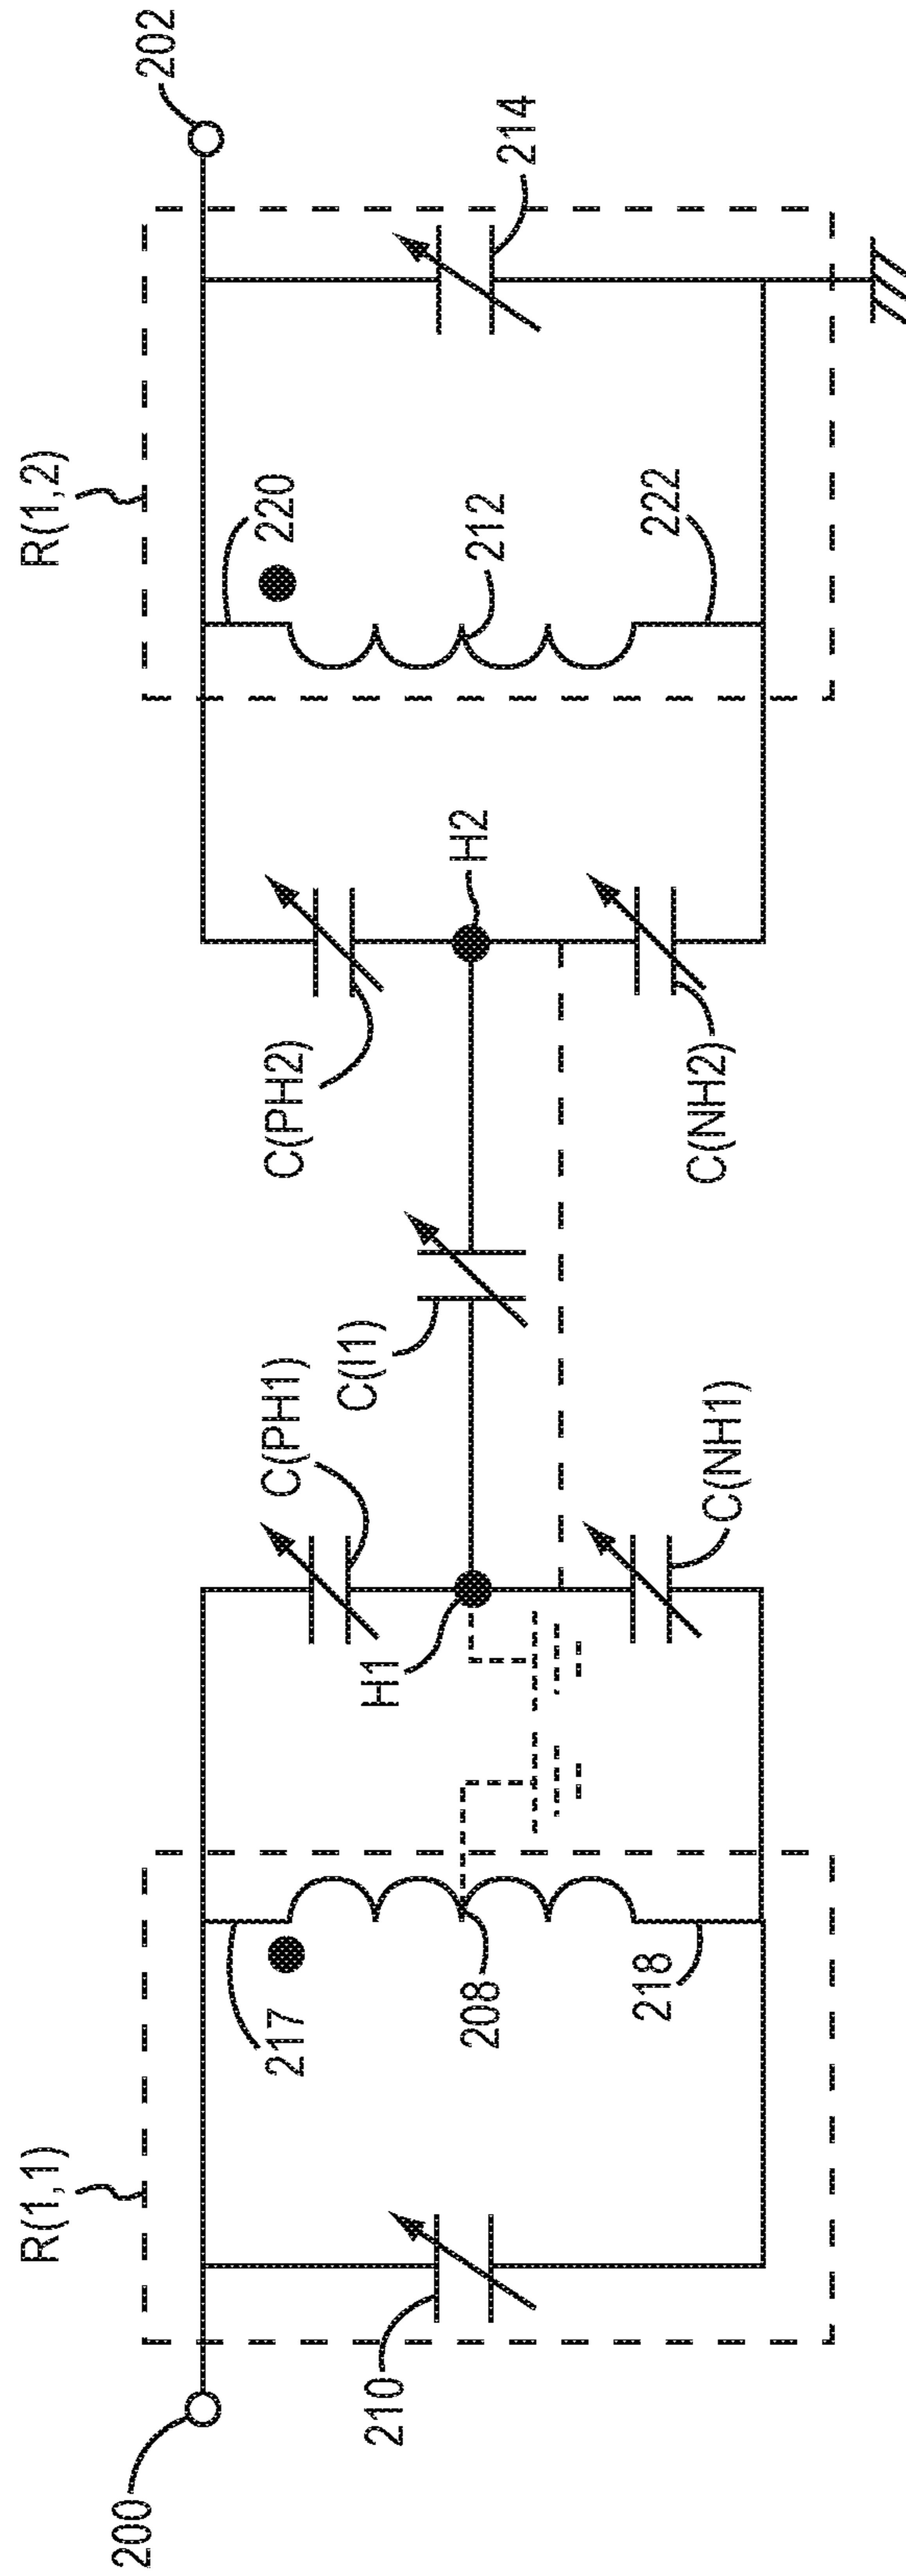 R(1,1)
R(1,2)
200
202
217
220
C(PH1)
C(PH2)
H1
C(I1)
H2
210
208
212
214
218
222
C(NH1)
C(NH2)